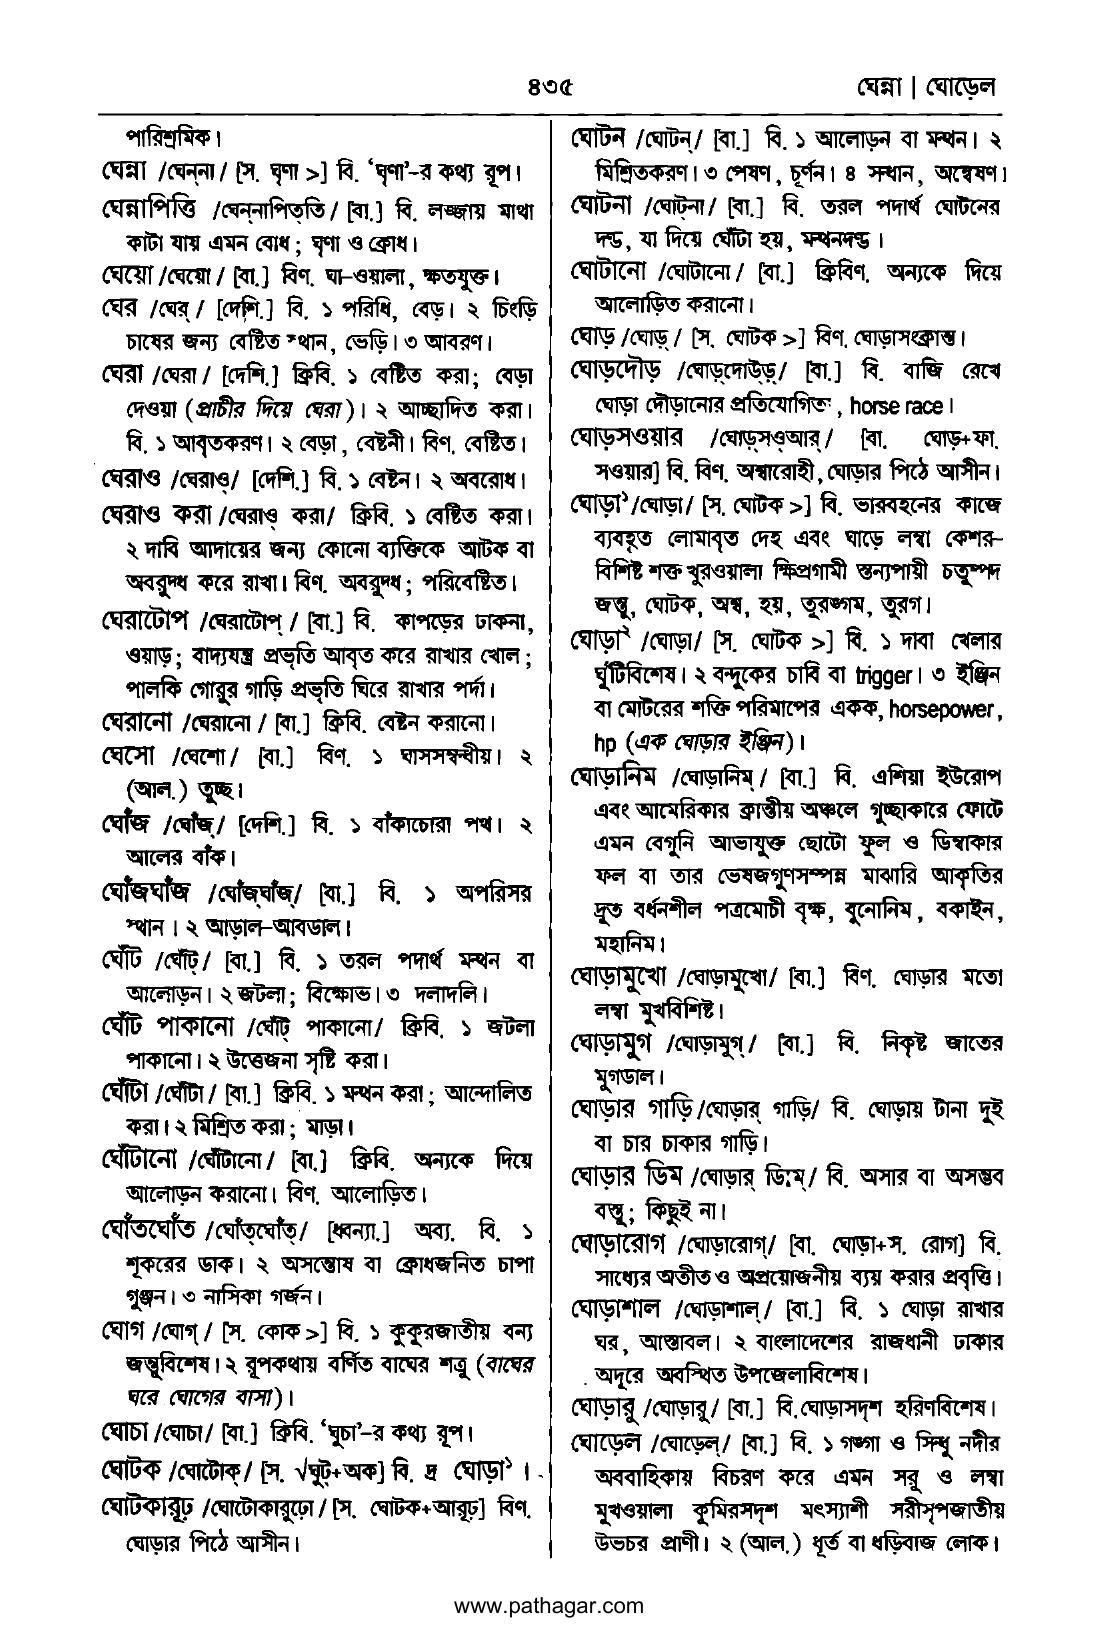 ৪৩৫
ঘেন্না | ঘোড়েল
পারিশ্রমিক।
ঘেন্না /ঘেন্‌না/ [স. ঘৃণা >] বি. ‘ঘৃণা’-র কথ্য রূপ।
ঘেন্নাপিত্তি /ঘেন্‌নাপিত্‌তি/ [বা.] বি. লজ্জায় মাথা
কাটা যায় এমন বোধ; ঘৃণা ও ক্রোধ।
ঘেয়ো /ঘেয়ো/ [বা.] বিণ. ঘা-ওয়ালা, ক্ষতযুক্ত।
ঘের /ঘের্/ [দেশি.] বি. ১ পরিধি, বেড়। ২ চিংড়ি
চাষের জন্য বেষ্টিত স্থান, ভেড়ি। ৩ আবরণ।
ঘেরা /ঘেরা/ [দেশি.] ক্রিবি. ১ বেষ্টিত করা; বেড়া
দেওয়া (প্রাচীর দিয়ে ঘেরা)। ২ আচ্ছাদিত করা।
বি. ১ আবৃতকরণ। ২ বেড়া, বেষ্টনী। বিণ. বেষ্টিত।
ঘেরাও /ঘেরাও্/ [দেশি.] বি. ১ বেষ্টন। ২ অবরোধ।
ঘেরাও করা /ঘেরাও্ করা/ ক্রিবি. ১ বেষ্টিত করা।
২ দাবি আদায়ের জন্য কোনো ব্যক্তিকে আটক বা
অবরুদ্ধ করে রাখা। বিণ. অবরুদ্ধ; পরিবেষ্টিত।
ঘেরাটোপ /ঘেরাটোপ্/ [বা.] বি. কাপড়ের ঢাকনা,
ওয়াড়; বাদ্যযন্ত্র প্রভৃতি আবৃত করে রাখার খোল;
পালকি গোরুর গাড়ি প্রভৃতি ঘিরে রাখার পর্দা।
ঘেরানো /ঘেরানো/ [বা.] ক্রিবি. বেষ্টন করানো।
ঘেসো /ঘেশো/ [বা.] বিণ. ১ ঘাসসম্বন্ধীয়। ২
(আল.) তুচ্ছ।
ঘোঁজ /ঘোঁজ্/ [দেশি.] বি. ১ বাঁকাচোরা পথ। ২
আলের বাঁক।
ঘোঁজঘোঁজ /ঘোঁজ্‌ঘোঁজ্/ [বা.] বি. ১ অপরিসর
স্থান। ২ আড়াল-আবডাল।
ঘোঁট /ঘোঁট্/ [বা.] বি. ১ তরল পদার্থ মন্থন বা
আলোড়ন। ২ জটলা; বিক্ষোভ। ৩ দলাদলি।
ঘোঁট পাকানো /ঘোঁট্ পাকানো/ ক্রিবি. ১ জটলা
পাকানো। ২ উত্তেজনা সৃষ্টি করা।
ঘোঁটা /ঘোঁটা/ [বা.] ক্রিবি. ১ মন্থন করা; আন্দোলিত
করা। ২ মিশ্রিত করা; মাড়া।
ঘোঁটানো /ঘোঁটানো/ [বা.] ক্রিবি. অন্যকে দিয়ে
আলোড়ন করানো। বিণ. আলোড়িত।
ঘোঁতঘোঁত /ঘোঁত্‌ঘোঁত্/ [ধ্বন্যা.] অব্য. বি. ১
শূকরের ডাক। ২ অসন্তোষ বা ক্রোধজনিত চাপা
গুঞ্জন। ৩ নাসিকা গর্জন।
ঘোগ /ঘোগ্/ [স. কোক >] বি. ১ কুকুরজাতীয় বন্য
জন্তুবিশেষ। ২ রূপকথায় বর্ণিত বাঘের শত্রু (বাঘের
ঘরে ঘোগের বাসা)।
ঘোচা /ঘোচা/ [বা.] ক্রিবি. ‘ঘুচা’-র কথ্য রূপ।
ঘোটক /ঘোটোক্/ [স. √ঘুট্+অক] বি. দ্র ঘোড়া১।
ঘোটকারূঢ় /ঘোটোকারুঢ়ো/ [স. ঘোটক+আরূঢ়] বিণ.
ঘোড়ার পিঠে আসীন।
ঘোটন /ঘোটন্/ [বা.] বি. ১ আলোড়ন বা মন্থন। ২
মিশ্রিতকরণ। ৩ পেষণ, চূর্ণন। ৪ সন্ধান, অন্বেষণ।
ঘোটনা /ঘোট্‌না/ [বা.] বি. তরল পদার্থ ঘোটনের
দন্ড, যা দিয়ে ঘোঁটা হয়, মন্থনদন্ড।
ঘোটানো /ঘোটানো/ [বা.] ক্রিবিণ. অন্যকে দিয়ে
আলোড়িত করানো।
ঘোড় /ঘোড়্/ [স. ঘোটক >] বিণ. ঘোড়াসংক্রান্ত।
ঘোড়দৌড় /ঘোড়্‌দোউড়্/ [বা.] বি. বাজি রেখে
ঘোড়া দৌড়ানোর প্রতিযোগিতা, horse race।
ঘোড়সওয়ার /ঘোড়্‌সও্‌আর্/ [বা. ঘোড়+ফা.
সওয়ার] বি. বিণ. অশ্বারোহী, ঘোড়ার পিঠে আসীন।
ঘোড়া১ /ঘোড়া/ [স. ঘোটক >] বি. ভারবহনের কাজে
ব্যবহৃত লোমাবৃত দেহ এবং ঘাড়ে লম্বা কেশর-
বিশিষ্ট শক্ত খুরওয়ালা ক্ষিপ্রগামী স্তন্যপায়ী চতুষ্পদ
জন্তু, ঘোটক, অশ্ব, হয়, তুরঙ্গম, তুরগ।
ঘোড়া২ /ঘোড়া/ [স. ঘোটক >] বি. ১ দাবা খেলার
ঘুঁটিবিশেষ। ২ বন্দুকের চাবি বা trigger। ৩ ইঞ্জিন
বা মোটরের শক্তি পরিমাপের একক, horsepower,
hp (এক ঘোড়ার ইঞ্জিন)।
ঘোড়ানিম /ঘোড়ানিম্/ [বা.] বি. এশিয়া ইউরোপ
এবং আমেরিকার ক্রান্তীয় অঞ্চলে গুচ্ছাকারে ফোটে
এমন বেগুনি আভাযুক্ত ছোটো ফুল ও ডিম্বাকার
ফল বা তার ভেষজগুণসম্পন্ন মাঝারি আকৃতির
দ্রুত বর্ধনশীল পত্রমোচী বৃক্ষ, বুনোনিম, বকাইন,
মহানিম।
ঘোড়ামুখো /ঘোড়ামুখো/ [বা.] বিণ. ঘোড়ার মতো
লম্বা মুখবিশিষ্ট।
ঘোড়ামুগ /ঘোড়ামুগ্/ [বা.] বি. নিকৃষ্ট জাতের
মুগডাল।
ঘোড়ার গাড়ি /ঘোড়ার্ গাড়ি/ বি. ঘোড়ায় টানা দুই
বা চার চাকার গাড়ি।
ঘোড়ার ডিম /ঘোড়ার্ ডিম্/ বি. অসার বা অসম্ভব
বস্তু; কিছুই না।
ঘোড়ারোগ /ঘোড়ারোগ্/ [বা. ঘোড়া+স. রোগ] বি.
সাধ্যের অতীত ও অপ্রয়োজনীয় ব্যয় করার প্রবৃত্তি।
ঘোড়াশাল /ঘোড়াশাল্/ [বা.] বি. ১ ঘোড়া রাখার
ঘর, আস্তাবল। ২ বাংলাদেশের রাজধানী ঢাকার
অদূরে অবস্থিত উপজেলাবিশেষ।
ঘোড়ারু /ঘোড়ারু/ [বা.] বি. ঘোড়াসদৃশ হরিণবিশেষ।
ঘোড়েল /ঘোড়েল্/ [বা.] বি. ১ গঙ্গা ও সিন্ধু নদীর
অববাহিকায় বিচরণ করে এমন সরু ও লম্বা
মুখওয়ালা কুমিরসদৃশ মৎস্যাশী সরীসৃপজাতীয়
উভচর প্রাণী। ২ (আল.) ধূর্ত বা ধড়িবাজ লোক।
www.pathagar.com